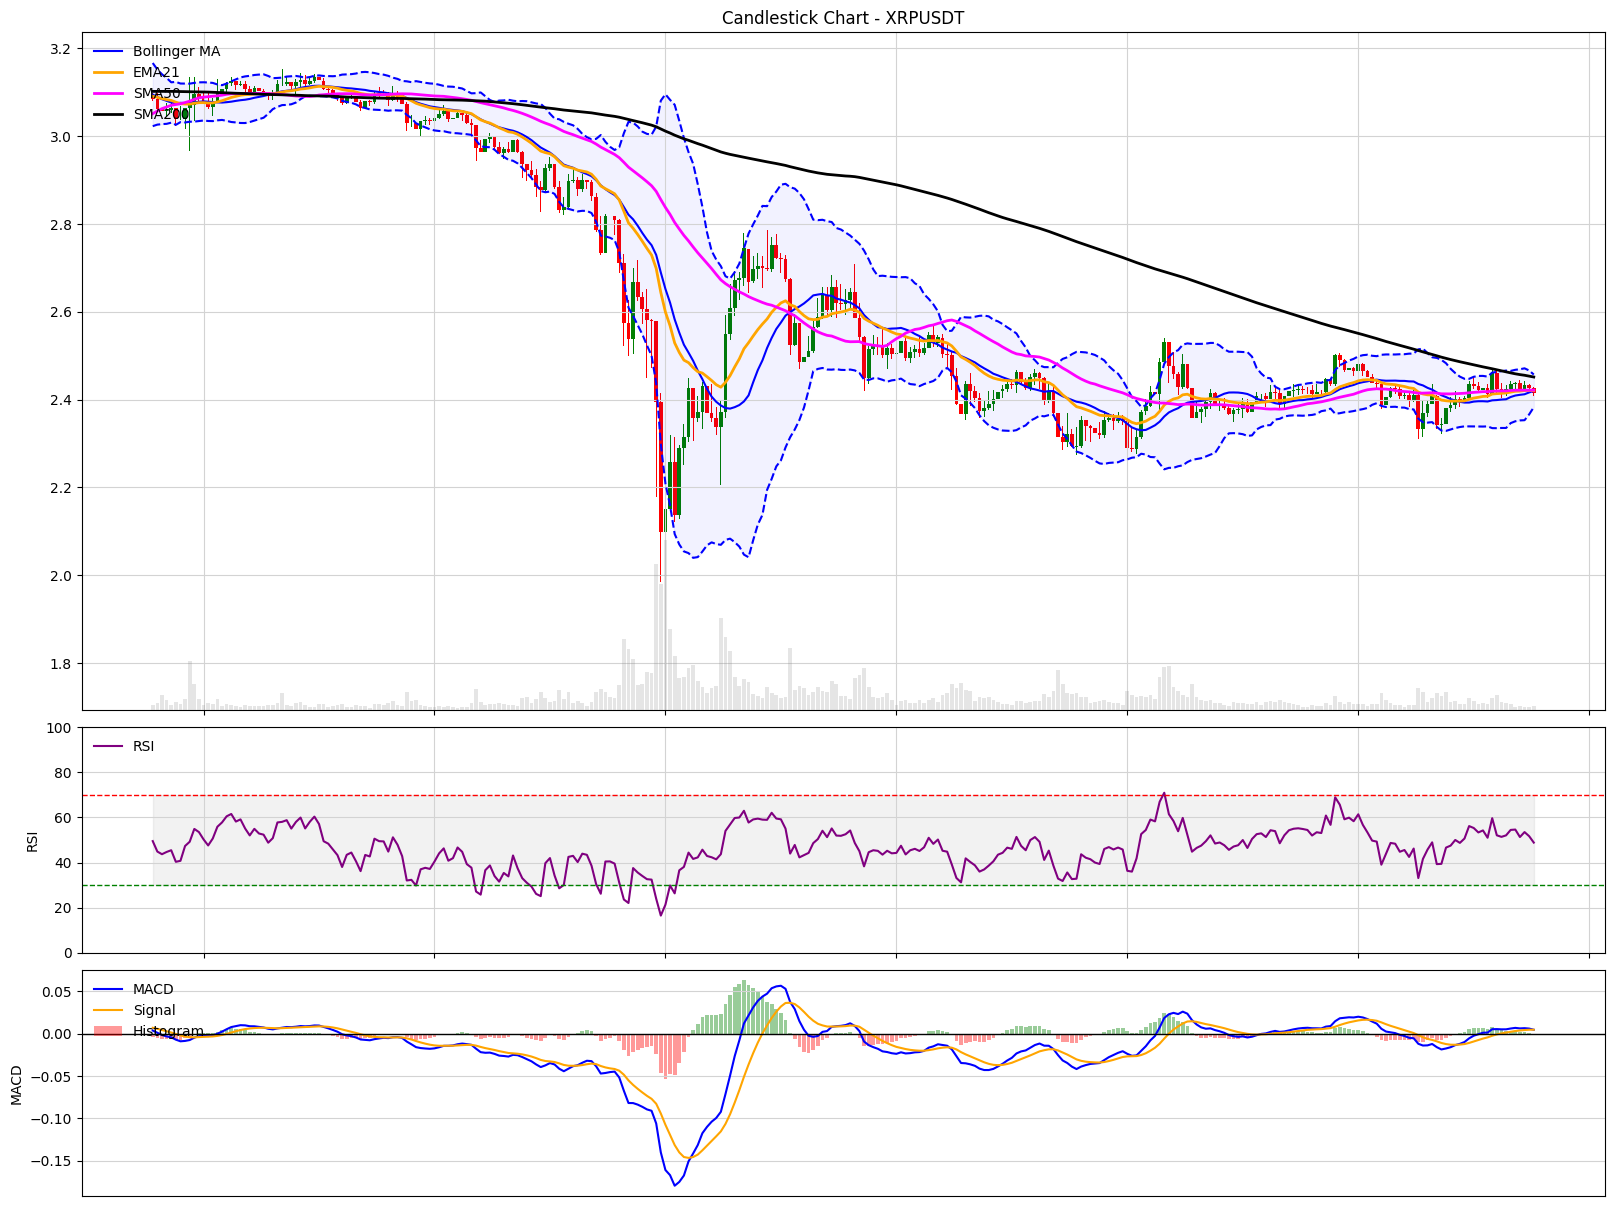 Candlestick Chart - XRPUSDT
Bollinger MA
EMA21
SMA50
SMA200
3.2
3.0
2.8
2.6
2.4
2.2
2.0
1.8
RSI
100
80
60
40
20
0
RSI
MACD
Signal
Histogram
0.05
0.00
−0.05
−0.10
−0.15
MACD